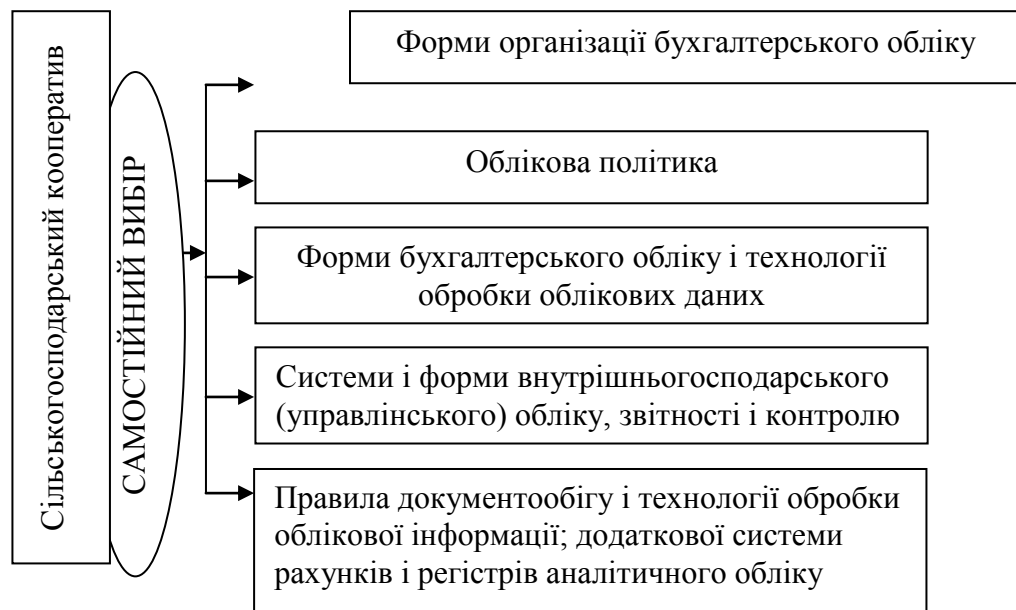 Сільськогосподарський кооператив
САМОСТІЙНИЙ ВИБІР
Форми організації бухгалтерського обліку
Облікова політика
Форми бухгалтерського обліку і технології
обробки облікових даних
Системи і форми внутрішньогосподарського
(управлінського) обліку, звітності і контролю
Правила документообігу і технології обробки
облікової інформації; додаткової системи
рахунків і регістрів аналітичного обліку